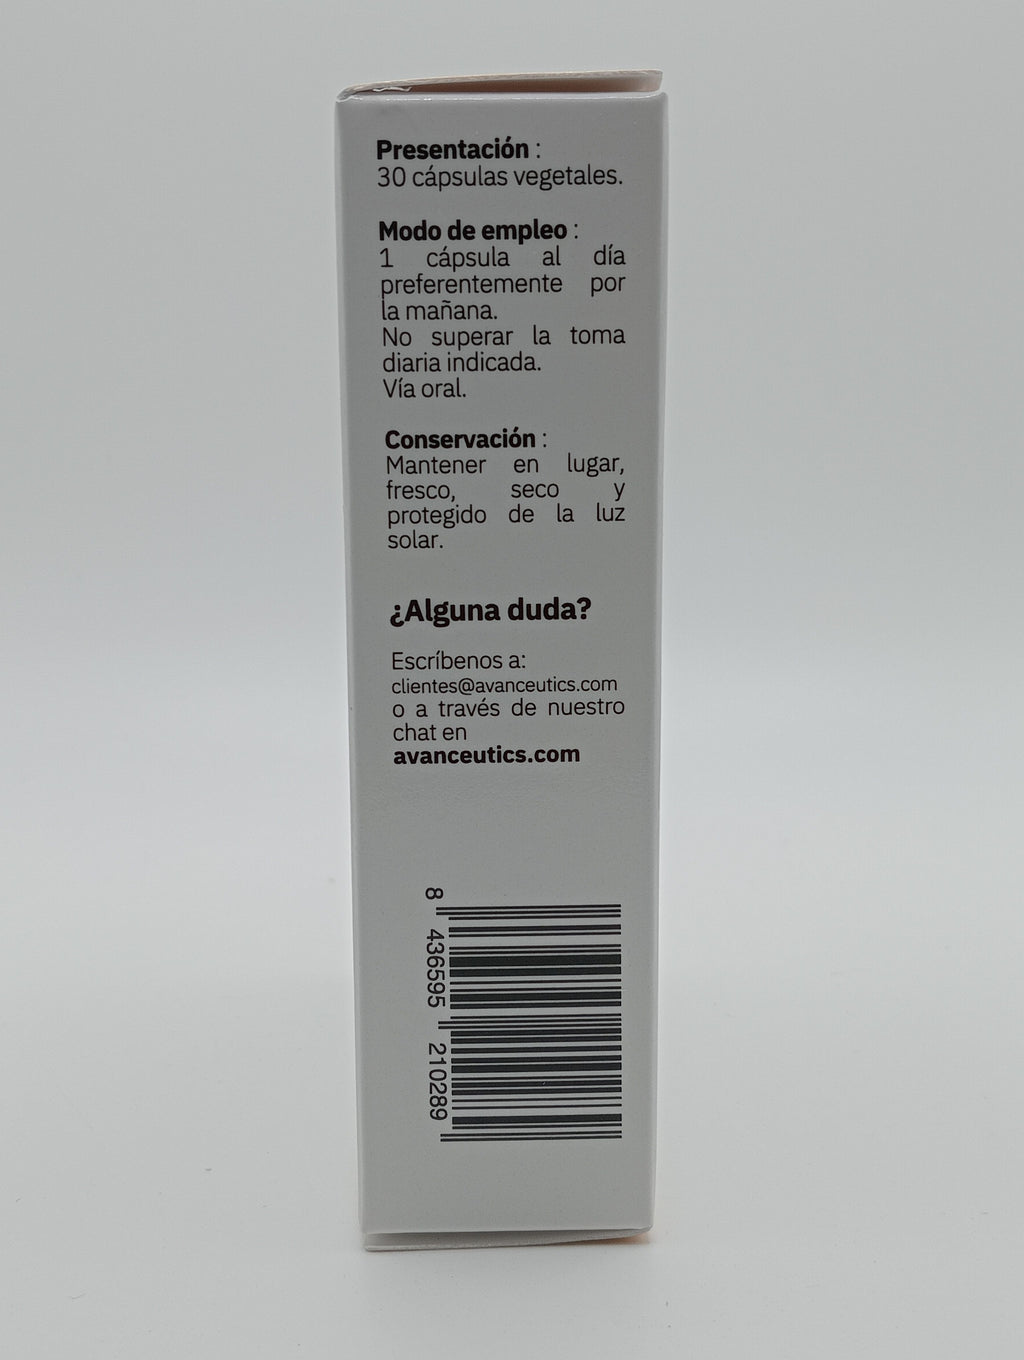 Presentación :
30 cápsulas vegetales.
Modo de empleo :
1 cápsula al día
preferentemente por
la mañana.
No superar la toma
diaria indicada.
Vía oral.
Conservación :
Mantener en lugar,
fresco, seco y
protegido de la luz
solar.
¿Alguna duda?
Escríbenos a:
clientes@avanceutics.com
o a través de nuestro
chat en
avanceutics.com
8 436595 210289